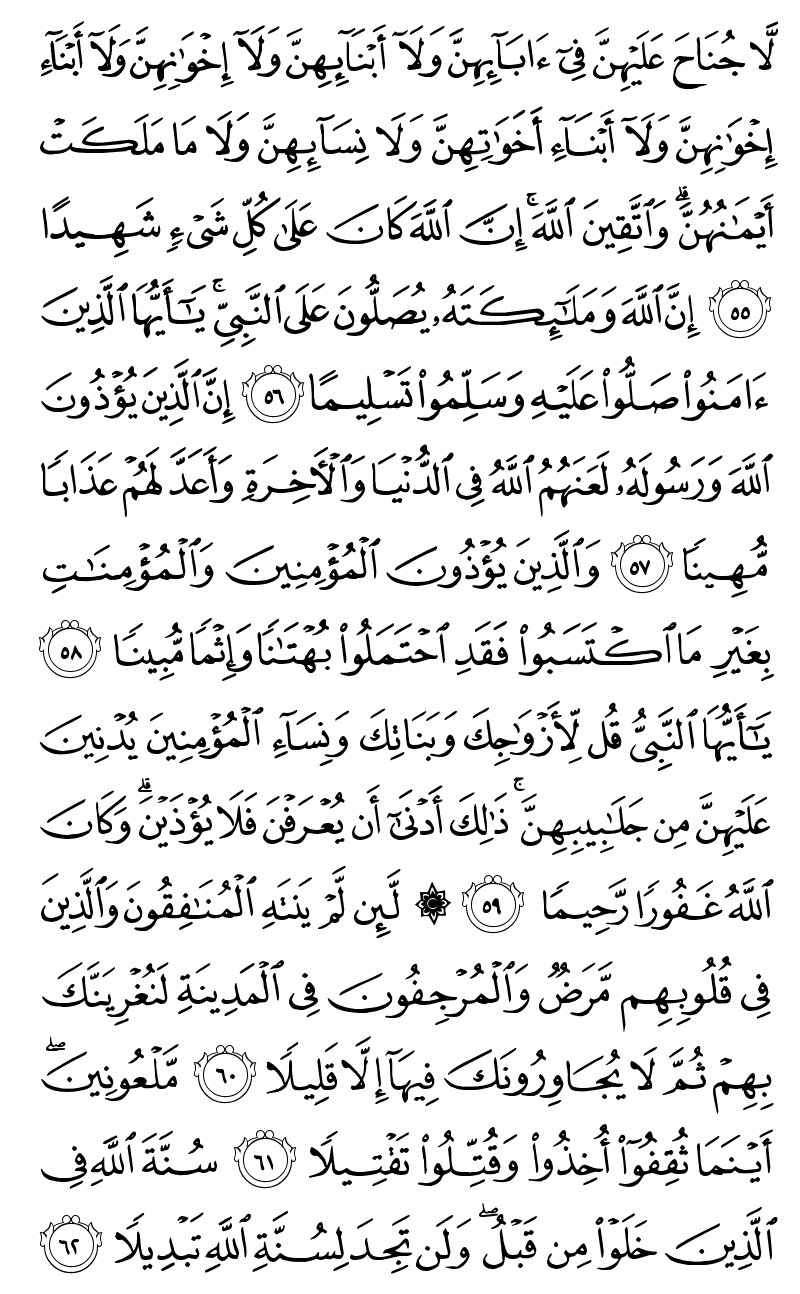 لَّا جُنَاحَ عَلَيْهِنَّ فِىٓ ءَابَآئِهِنَّ وَلَآ أَبْنَآئِهِنَّ وَلَآ إِخْوَٰنِهِنَّ وَلَآ أَبْنَآءِ
إِخْوَٰنِهِنَّ وَلَآ أَبْنَآءِ أَخَوَٰتِهِنَّ وَلَا نِسَآئِهِنَّ وَلَا مَا مَلَكَتْ
أَيْمَٰنُهُنَّ ۗ وَٱتَّقِينَ ٱللَّهَ ۚ إِنَّ ٱللَّهَ كَانَ عَلَىٰ كُلِّ شَىْءٍ شَهِيدًا
٥٥ إِنَّ ٱللَّهَ وَمَلَٰٓئِكَتَهُۥ يُصَلُّونَ عَلَى ٱلنَّبِىِّ ۚ يَٰٓأَيُّهَا ٱلَّذِينَ
ءَامَنُوا۟ صَلُّوا۟ عَلَيْهِ وَسَلِّمُوا۟ تَسْلِيمًا ٥٦ إِنَّ ٱلَّذِينَ يُؤْذُونَ
ٱللَّهَ وَرَسُولَهُۥ لَعَنَهُمُ ٱللَّهُ فِى ٱلدُّنْيَا وَٱلْءَاخِرَةِ وَأَعَدَّ لَهُمْ عَذَابًا
مُّهِينًا ٥٧ وَٱلَّذِينَ يُؤْذُونَ ٱلْمُؤْمِنِينَ وَٱلْمُؤْمِنَٰتِ
بِغَيْرِ مَا ٱكْتَسَبُوا۟ فَقَدِ ٱحْتَمَلُوا۟ بُهْتَٰنًا وَإِثْمًا مُّبِينًا ٥٨
يَٰٓأَيُّهَا ٱلنَّبِىُّ قُل لِّأَزْوَٰجِكَ وَبَنَاتِكَ وَنِسَآءِ ٱلْمُؤْمِنِينَ يُدْنِينَ
عَلَيْهِنَّ مِن جَلَٰبِيبِهِنَّ ۚ ذَٰلِكَ أَدْنَىٰٓ أَن يُعْرَفْنَ فَلَا يُؤْذَيْنَ ۗ وَكَانَ
ٱللَّهُ غَفُورًا رَّحِيمًا ٥٩ ۞ لَّئِن لَّمْ يَنتَهِ ٱلْمُنَٰفِقُونَ وَٱلَّذِينَ
فِى قُلُوبِهِم مَّرَضٌ وَٱلْمُرْجِفُونَ فِى ٱلْمَدِينَةِ لَنُغْرِيَنَّكَ
بِهِمْ ثُمَّ لَا يُجَاوِرُونَكَ فِيهَآ إِلَّا قَلِيلًا ٦٠ مَّلْعُونِينَ ۖ
أَيْنَمَا ثُقِفُوٓا۟ أُخِذُوا۟ وَقُتِّلُوا۟ تَقْتِيلًا ٦١ سُنَّةَ ٱللَّهِ فِى
ٱلَّذِينَ خَلَوْا۟ مِن قَبْلُ ۖ وَلَن تَجِدَ لِسُنَّةِ ٱللَّهِ تَبْدِيلًا ٦٢